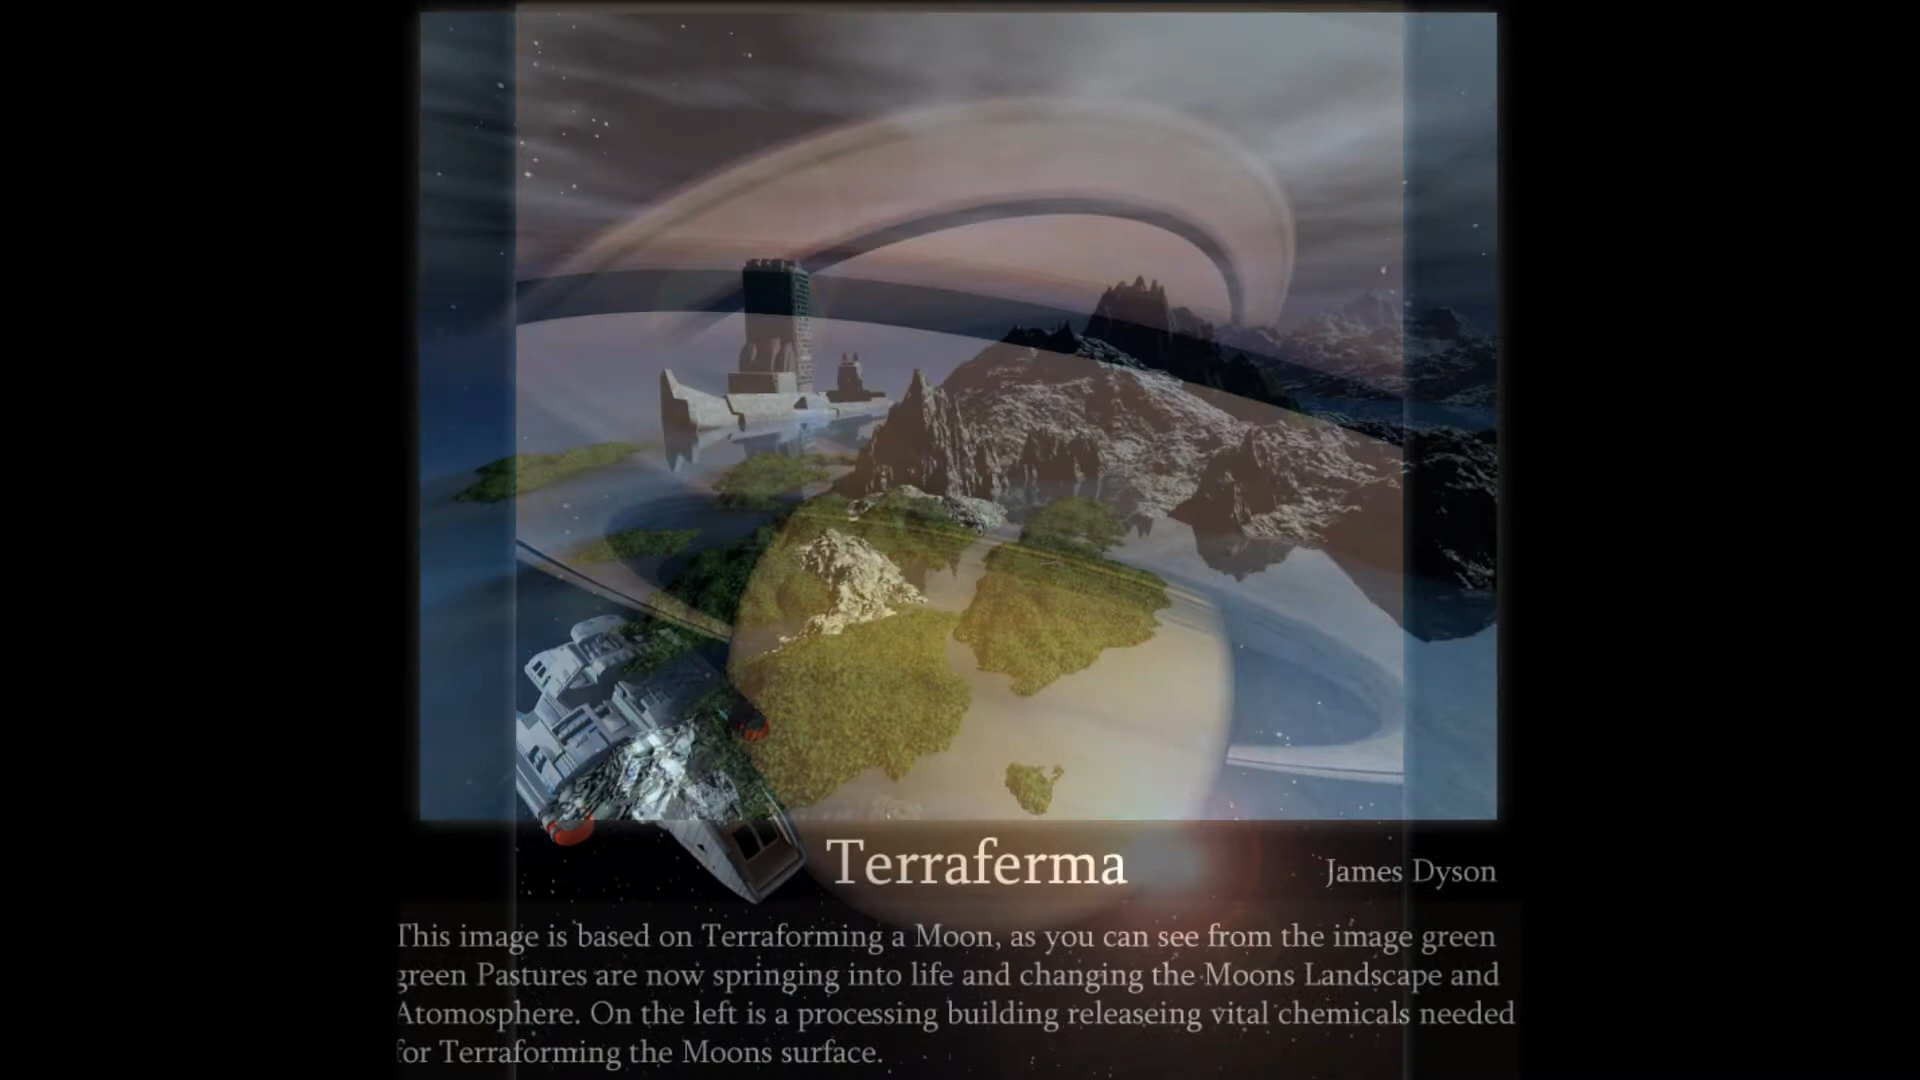 Terraferma
James Dyson
This image is based on Terraforming a Moon, as you can see from the image green
green Pastures are now springing into life and changing the Moons Landscape and
Atomosphere. On the left is a processing building releaseing vital chemicals needed
for Terraforming the Moons surface.